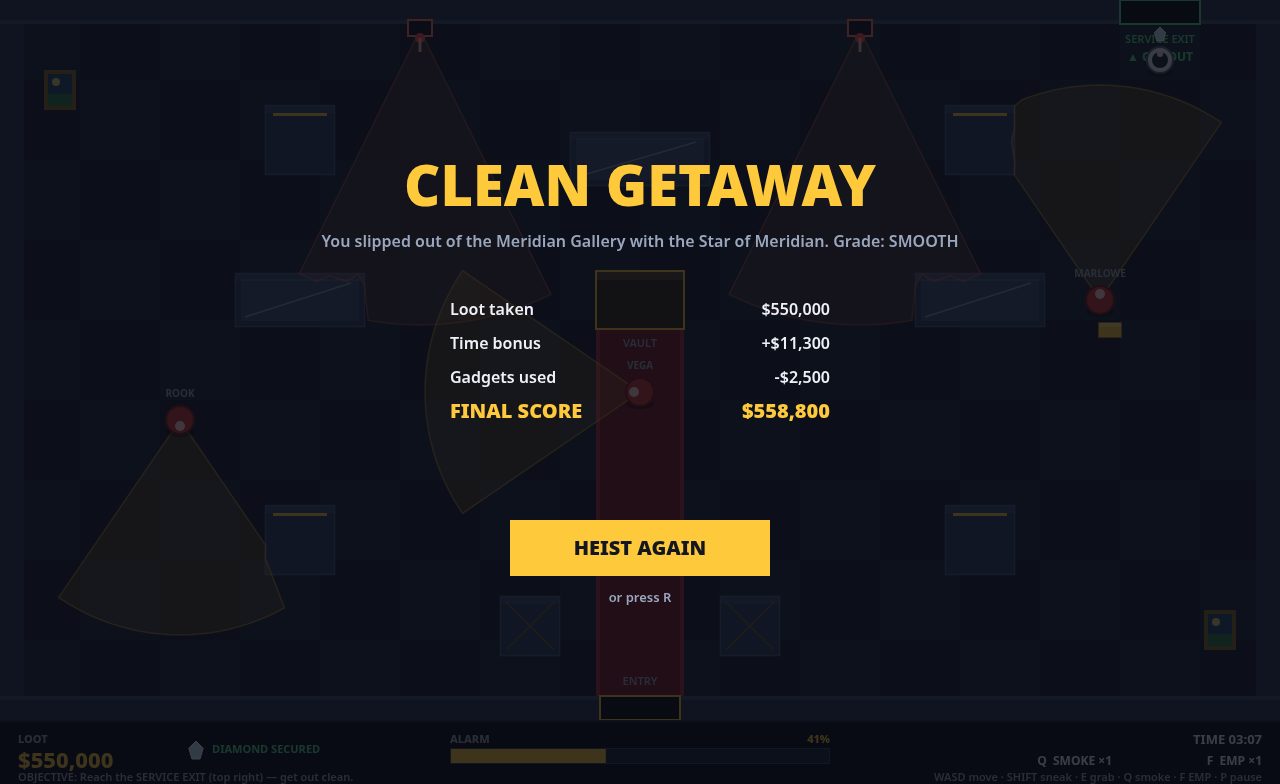 SERVICE EXIT
CLEAN GETAWAY
You slipped out of the Meridian Gallery with the Star of Meridian. Grade: SMOOTH
MARLOWE
Loot taken $550,000
Time bonus +$11,300
VAULT
VEGA
Gadgets used -$2,500
ROOK
FINAL SCORE $558,800
HEIST AGAIN
or press R
ENTRY
LOOT
$550,000
DIAMOND SECURED
ALARM 41%
TIME 03:07
Q SMOKE ×1 F EMP ×1
OBJECTIVE: Reach the SERVICE EXIT (top right) — get out clean.
WASD move · SHIFT sneak · E grab · Q smoke · F EMP · P pause